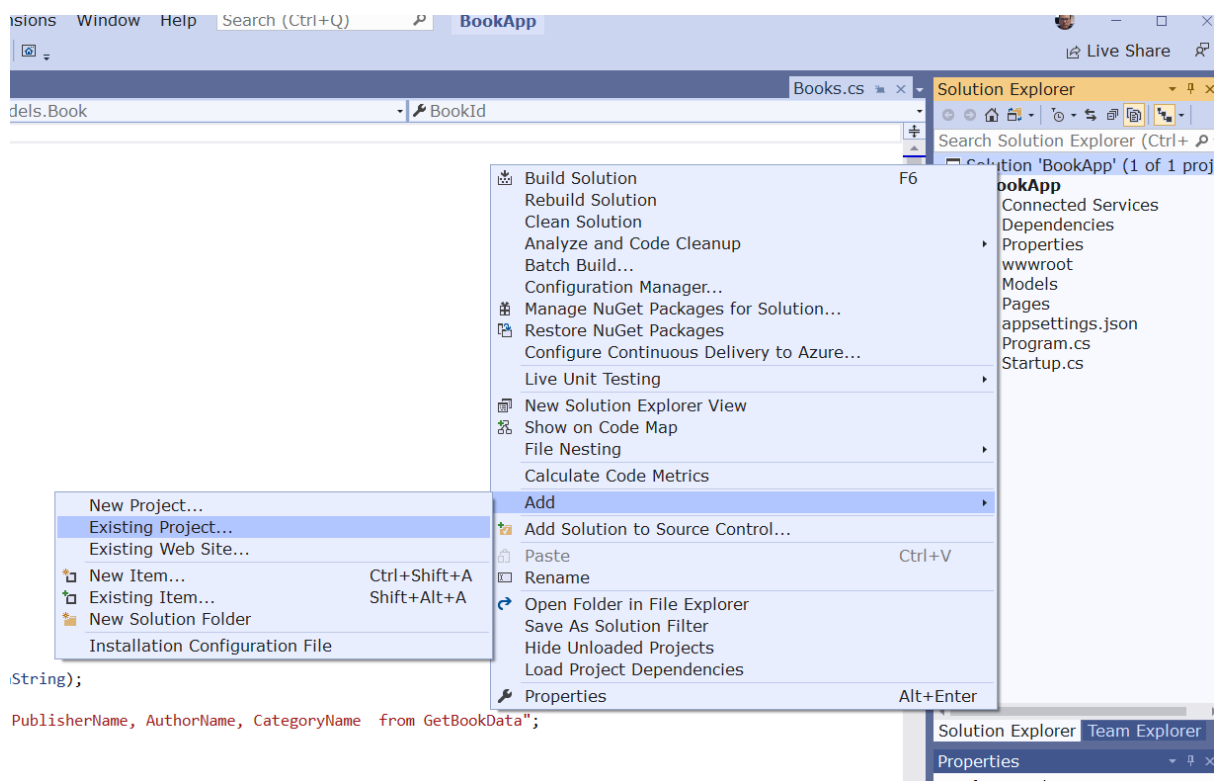 Window Help Search (Ctrl+Q) BookApp
Live Share
Books.cs
Solution Explorer
dels.Book
BookId
Search Solution Explorer (Ctrl+
Solution 'BookApp' (1 of 1 proj
ookApp
Connected Services
Dependencies
Properties
wwwroot
Models
Pages
appsettings.json
Program.cs
Startup.cs
Build Solution F6
Rebuild Solution
Clean Solution
Analyze and Code Cleanup
Batch Build...
Configuration Manager...
Manage NuGet Packages for Solution...
Restore NuGet Packages
Configure Continuous Delivery to Azure...
Live Unit Testing
New Solution Explorer View
Show on Code Map
File Nesting
Calculate Code Metrics
Add
Add Solution to Source Control...
Paste Ctrl+V
Rename
Open Folder in File Explorer
Save As Solution Filter
Hide Unloaded Projects
Load Project Dependencies
Properties Alt+Enter
New Project...
Existing Project...
Existing Web Site...
New Item... Ctrl+Shift+A
Existing Item... Shift+Alt+A
New Solution Folder
Installation Configuration File
String);
PublisherName, AuthorName, CategoryName from GetBookData";
Solution Explorer Team Explorer
Properties